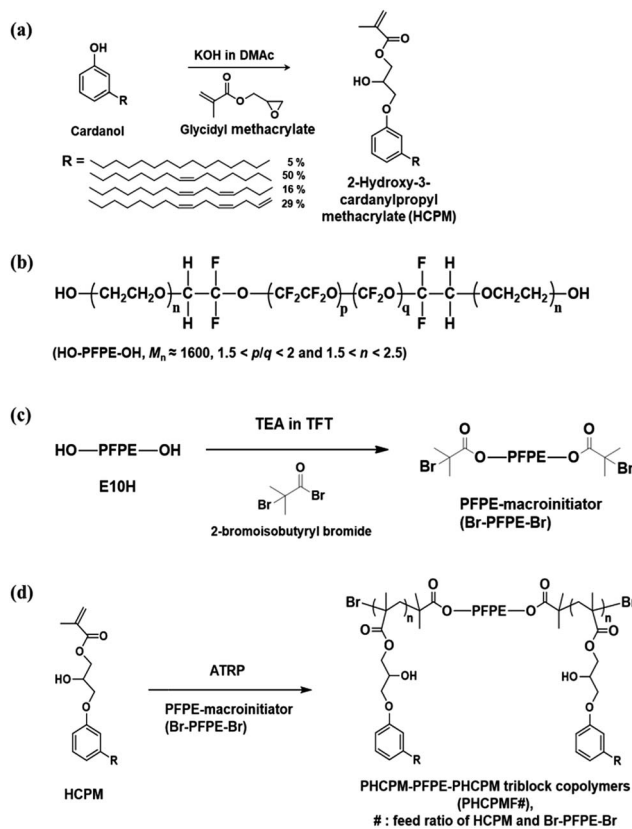 (a)
OH
R
Cardanol
KOH in DMAc
O
O
O
Glycidyl methacrylate
O
O
HO
O
R
2-Hydroxy-3-
cardanylpropyl
methacrylate (HCPM)
R =
5 %
50 %
16 %
29 %
(b)
H F F H
HO—(CH₂CH₂O)ₙ—C—C—O—(CF₂CF₂O)ₚ(CF₂O)q—C—C—(OCH₂CH₂)ₙ—OH
H F F H
(HO-PFPE-OH, Mₙ ≈ 1600, 1.5 < p/q < 2 and 1.5 < n < 2.5)
(c)
HO—PFPE—OH
E10H
TEA in TFT
O
Br Br
2-bromoisobutyryl bromide
O O
Br O—PFPE—O Br
PFPE-macroinitiator
(Br-PFPE-Br)
(d)
O
O
HO
O
R
HCPM
ATRP
PFPE-macroinitiator
(Br-PFPE-Br)
O O
Br n O—PFPE—O n Br
O O
O O
OH HO
O O
R R
PHCPM-PFPE-PHCPM triblock copolymers
(PHCPMF#),
# : feed ratio of HCPM and Br-PFPE-Br